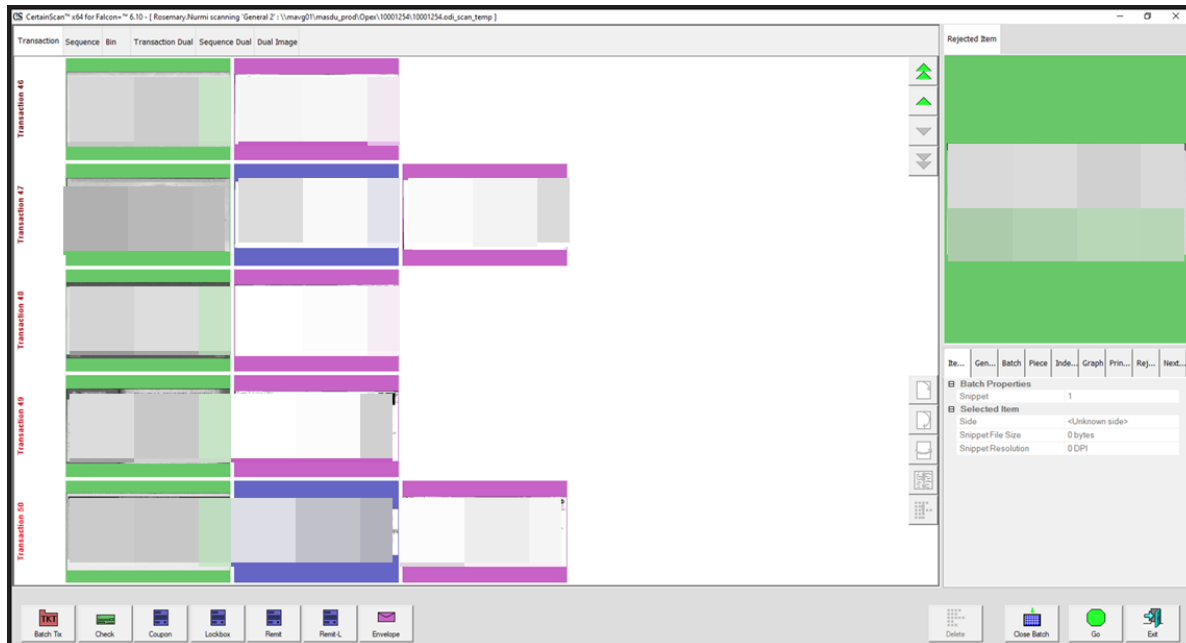 CertainScan™ x64 for Falcon+™ 6.10 - [ Rosemary.Nurmi scanning 'General 2' : \\mavg01\masdu_prod\Opex\10001254\10001254.odi_scan_temp ]
Transaction Sequence Bin Transaction Dual Sequence Dual Dual Image
Rejected Item
Transaction 46
Transaction 47
Transaction 48
Transaction 49
Transaction 50
Ite... Gen... Batch Piece Inde... Graph Prin... Rej... Next...
Batch Properties
Snippet 1
Selected Item
Side <Unknown side>
Snippet File Size 0 bytes
Snippet Resolution 0 DPI
TKT
Batch Tix Check Coupon Lockbox Remit Remit-L Envelope Delete Close Batch Go Exit